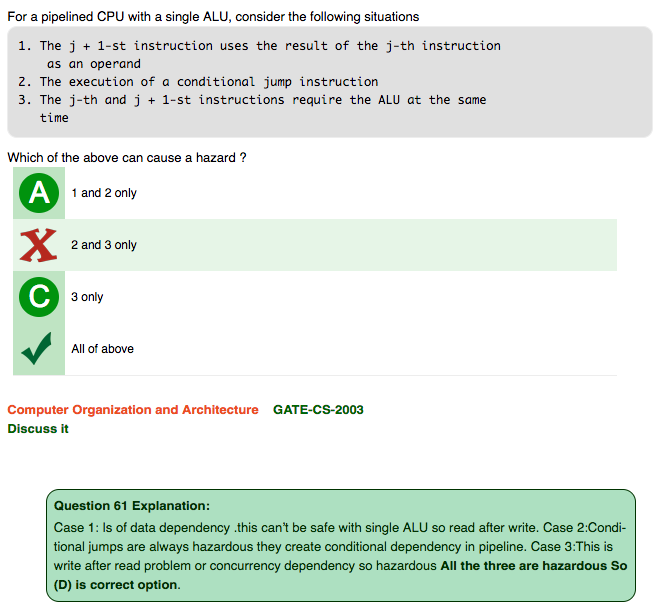 For a pipelined CPU with a single ALU, consider the following situations
1. The j + 1-st instruction uses the result of the j-th instruction
as an operand
2. The execution of a conditional jump instruction
3. The j-th and j + 1-st instructions require the ALU at the same
time
Which of the above can cause a hazard ?
A 1 and 2 only
X 2 and 3 only
C 3 only
All of above
Computer Organization and Architecture GATE-CS-2003
Discuss it
Question 61 Explanation:
Case 1: Is of data dependency .this can’t be safe with single ALU so read after write. Case 2:Condi-
tional jumps are always hazardous they create conditional dependency in pipeline. Case 3:This is
write after read problem or concurrency dependency so hazardous All the three are hazardous So
(D) is correct option.